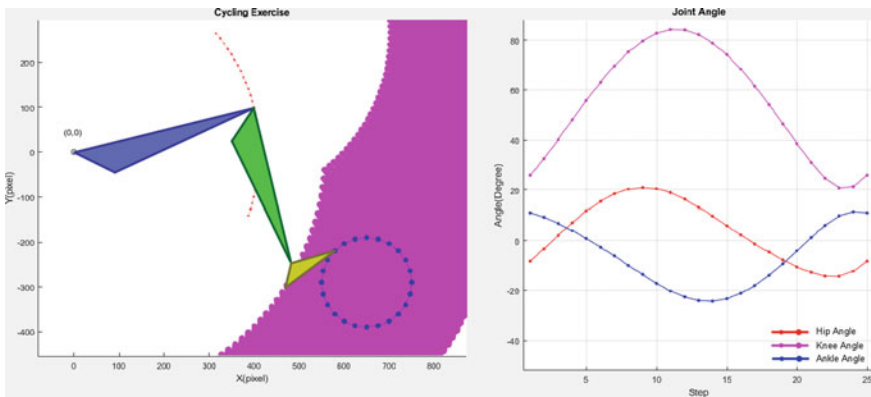 Cycling Exercise
Y(pixel)
200
100
0
-100
-200
-300
-400
(0,0)
0 100 200 300 400 500 600 700 800
X(pixel)
Joint Angle
Angle(Degree)
80
60
40
20
0
-20
-40
Hip Angle
Knee Angle
Ankle Angle
5 10 15 20 25
Step